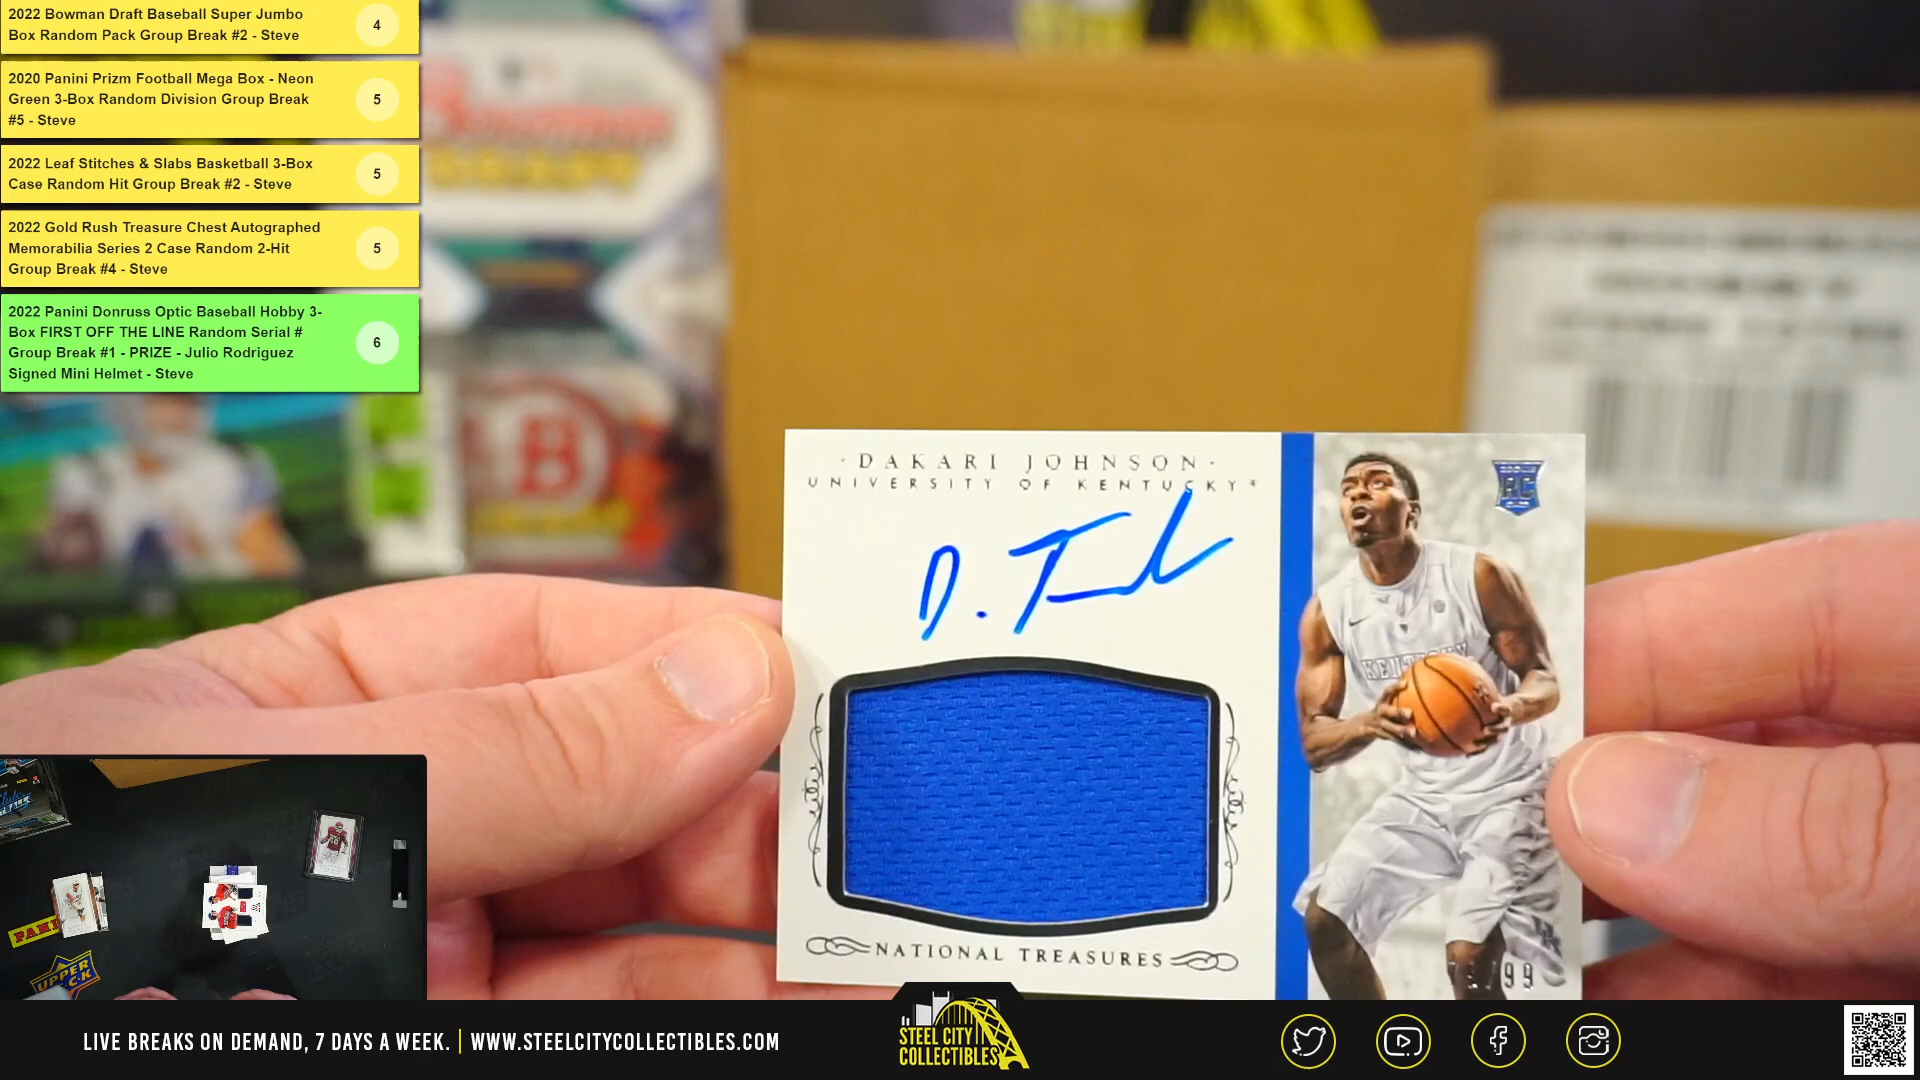 2022 Bowman Draft Baseball Super Jumbo
Box Random Pack Group Break #2 - Steve
4
2020 Panini Prizm Football Mega Box - Neon
Green 3-Box Random Division Group Break
#5 - Steve
5
2022 Leaf Stitches & Slabs Basketball 3-Box
Case Random Hit Group Break #2 - Steve
5
2022 Gold Rush Treasure Chest Autographed
Memorabilia Series 2 Case Random 2-Hit
Group Break #4 - Steve
5
2022 Panini Donruss Optic Baseball Hobby 3-
Box FIRST OFF THE LINE Random Serial #
Group Break #1 - PRIZE - Julio Rodriguez
Signed Mini Helmet - Steve
6
Bowman
B
·DAKARI JOHNSON·
UNIVERSITY OF KENTUCKY®
RC
KENTUCKY
NATIONAL TREASURES
/99
PANI
UPPER
LIVE BREAKS ON DEMAND, 7 DAYS A WEEK. | WWW.STEELCITYCOLLECTIBLES.COM
STEEL CITY
COLLECTIBLES